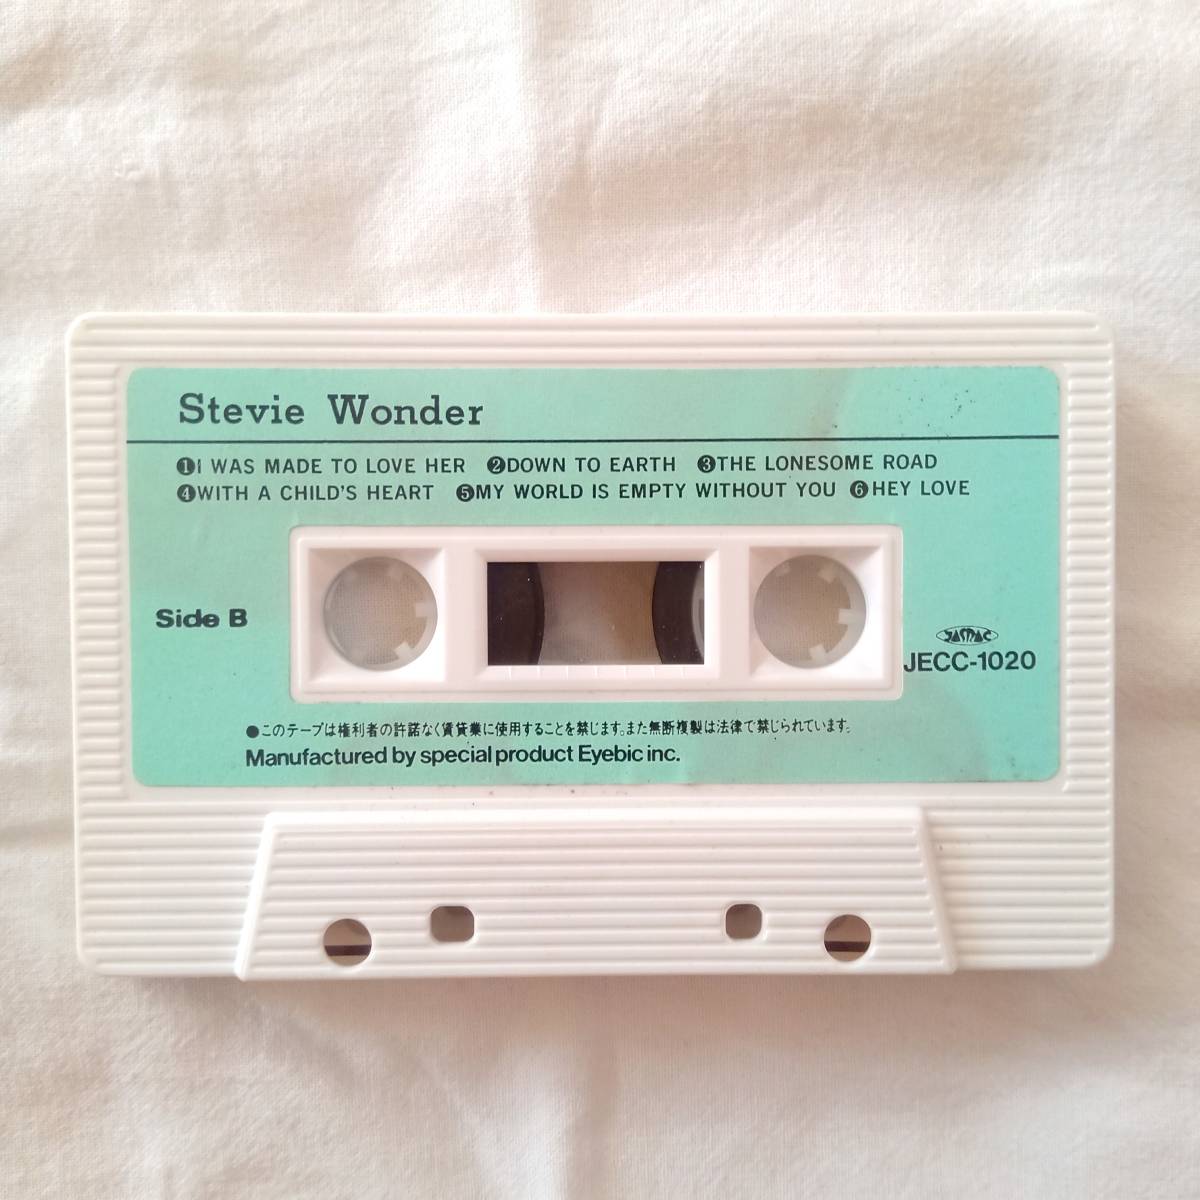 Stevie Wonder
❶I WAS MADE TO LOVE HER ❷DOWN TO EARTH ❸THE LONESOME ROAD
❹WITH A CHILD'S HEART ❺MY WORLD IS EMPTY WITHOUT YOU ❻HEY LOVE
Side B
JASRAC
JECC-1020
●このテープは権利者の許諾なく賃貸業に使用することを禁じます。また無断複製は法律で禁じられています。
Manufactured by special product Eyebic inc.